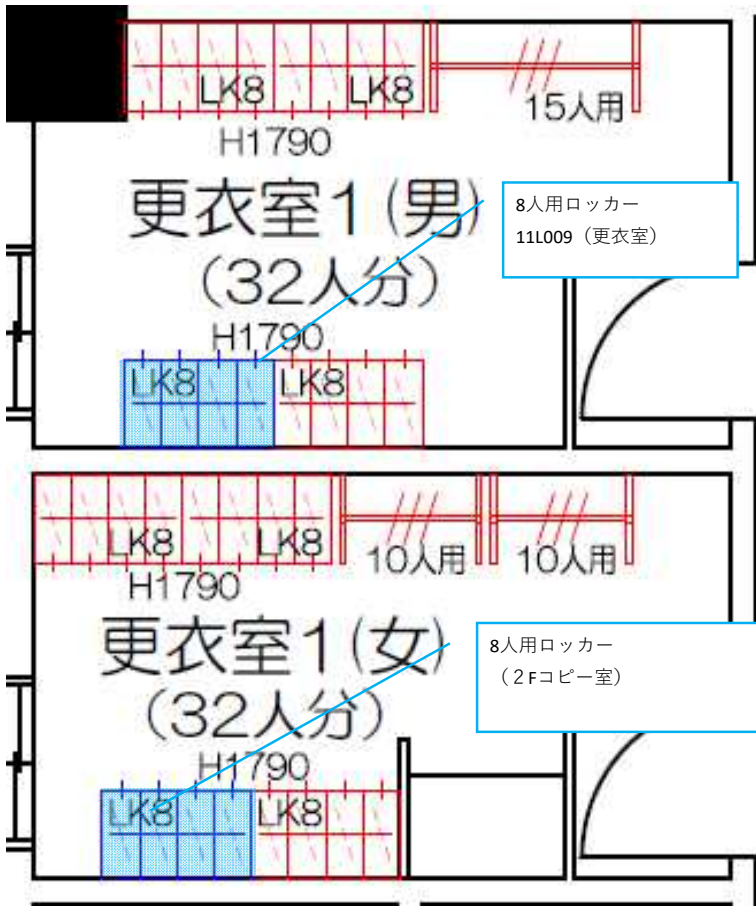 LK8
LK8
15人用
H1790
更衣室1(男)
8人用ロッカー
11L009（更衣室）
（32人分）
H1790
LK8
LK8
LK8
LK8
10人用
10人用
H1790
更衣室1(女)
8人用ロッカー
（２Fコピー室）
（32人分）
H1790
LK8
LK8